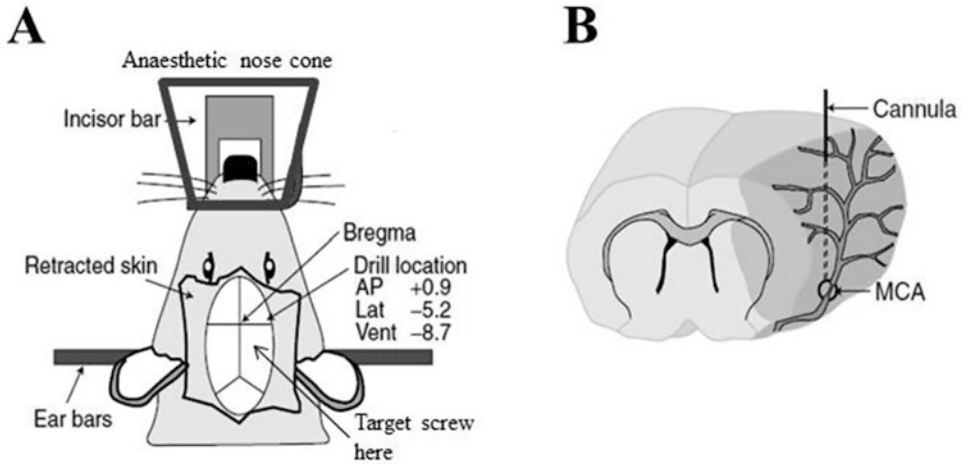 A
Anaesthetic nose cone
Incisor bar
Bregma
Retracted skin
Drill location
AP +0.9
Lat −5.2
Vent −8.7
Ear bars
Target screw
here
B
Cannula
MCA